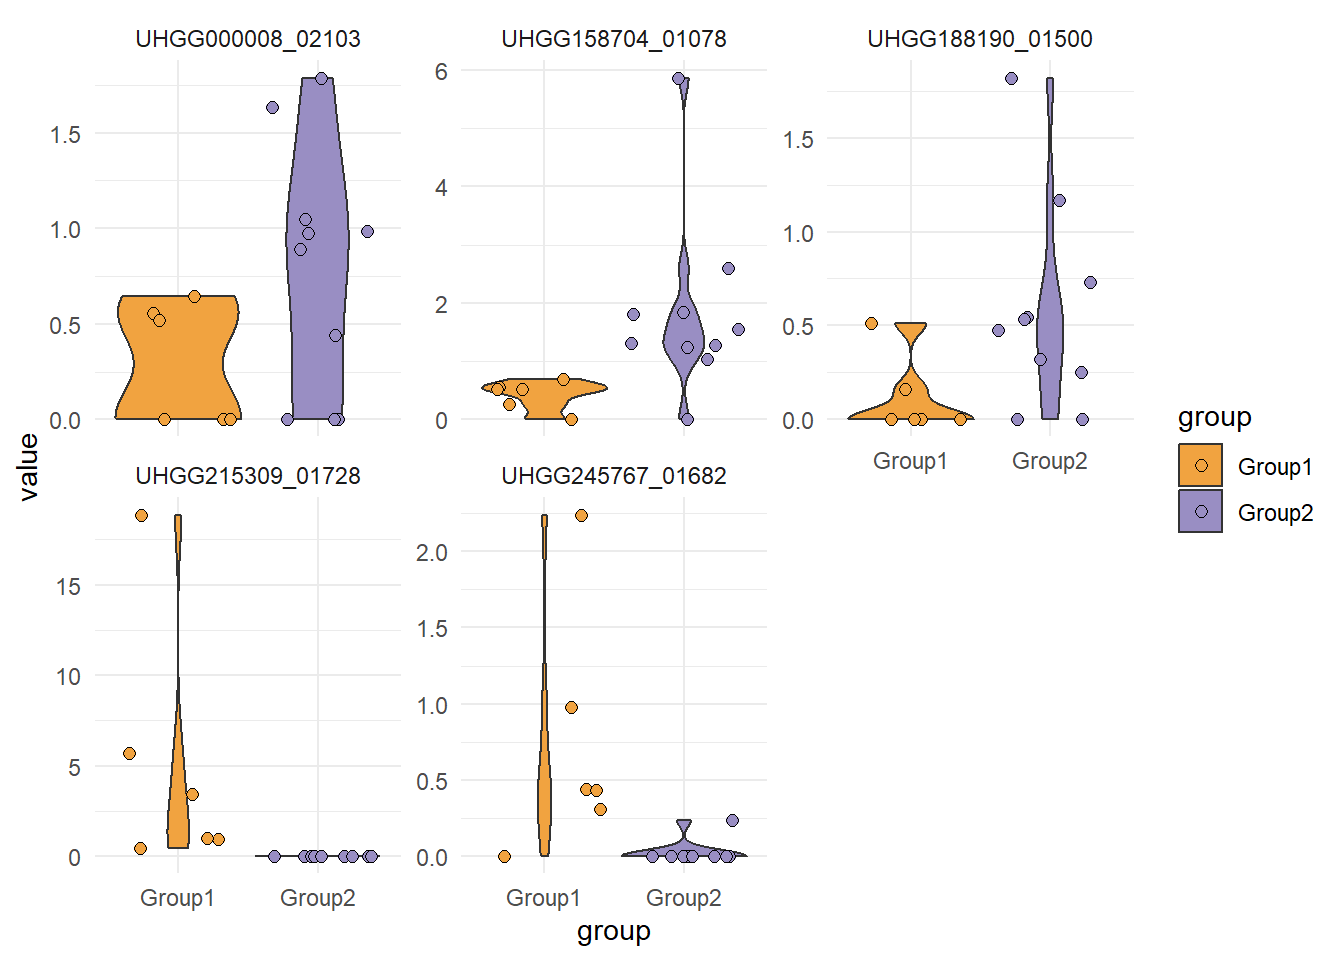 UHGG000008_02103
UHGG158704_01078
UHGG188190_01500
1.5
1.0
0.5
0.0
6
4
2
0
1.5
1.0
0.5
0.0
Group1
Group2
value
UHGG215309_01728
UHGG245767_01682
15
10
5
0
2.0
1.5
1.0
0.5
0.0
Group1
Group2
Group1
Group2
group
group
Group1
Group2